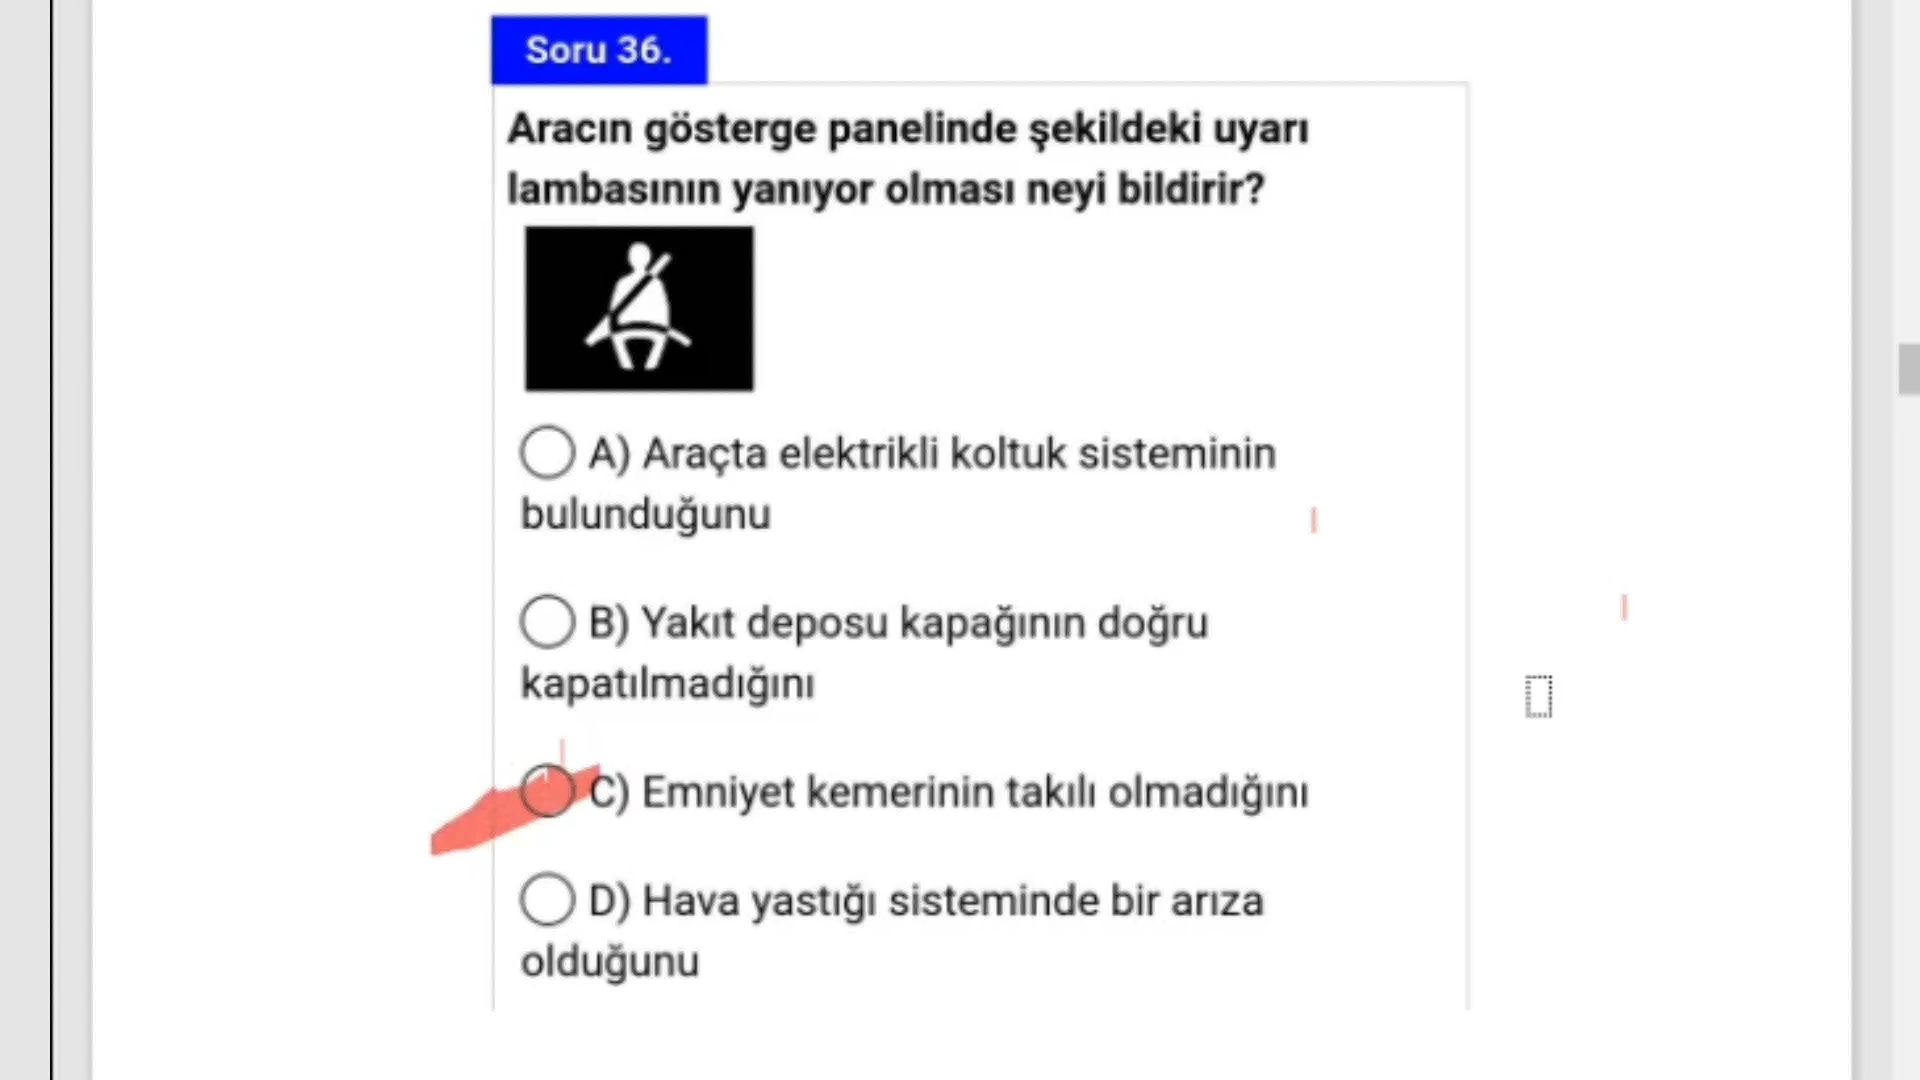 Soru 36.
Aracın gösterge panelinde şekildeki uyarı
lambasının yanıyor olması neyi bildirir?
A) Araçta elektrikli koltuk sisteminin
bulunduğunu
B) Yakıt deposu kapağının doğru
kapatılmadığını
C) Emniyet kemerinin takılı olmadığını
D) Hava yastığı sisteminde bir arıza
olduğunu